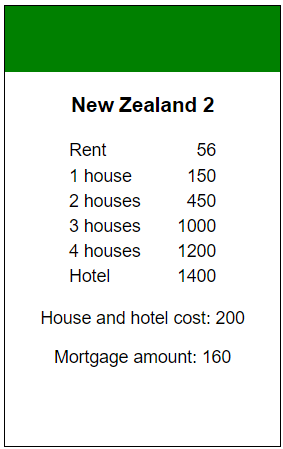 New Zealand 2
Rent 56
1 house 150
2 houses 450
3 houses 1000
4 houses 1200
Hotel 1400
House and hotel cost: 200
Mortgage amount: 160